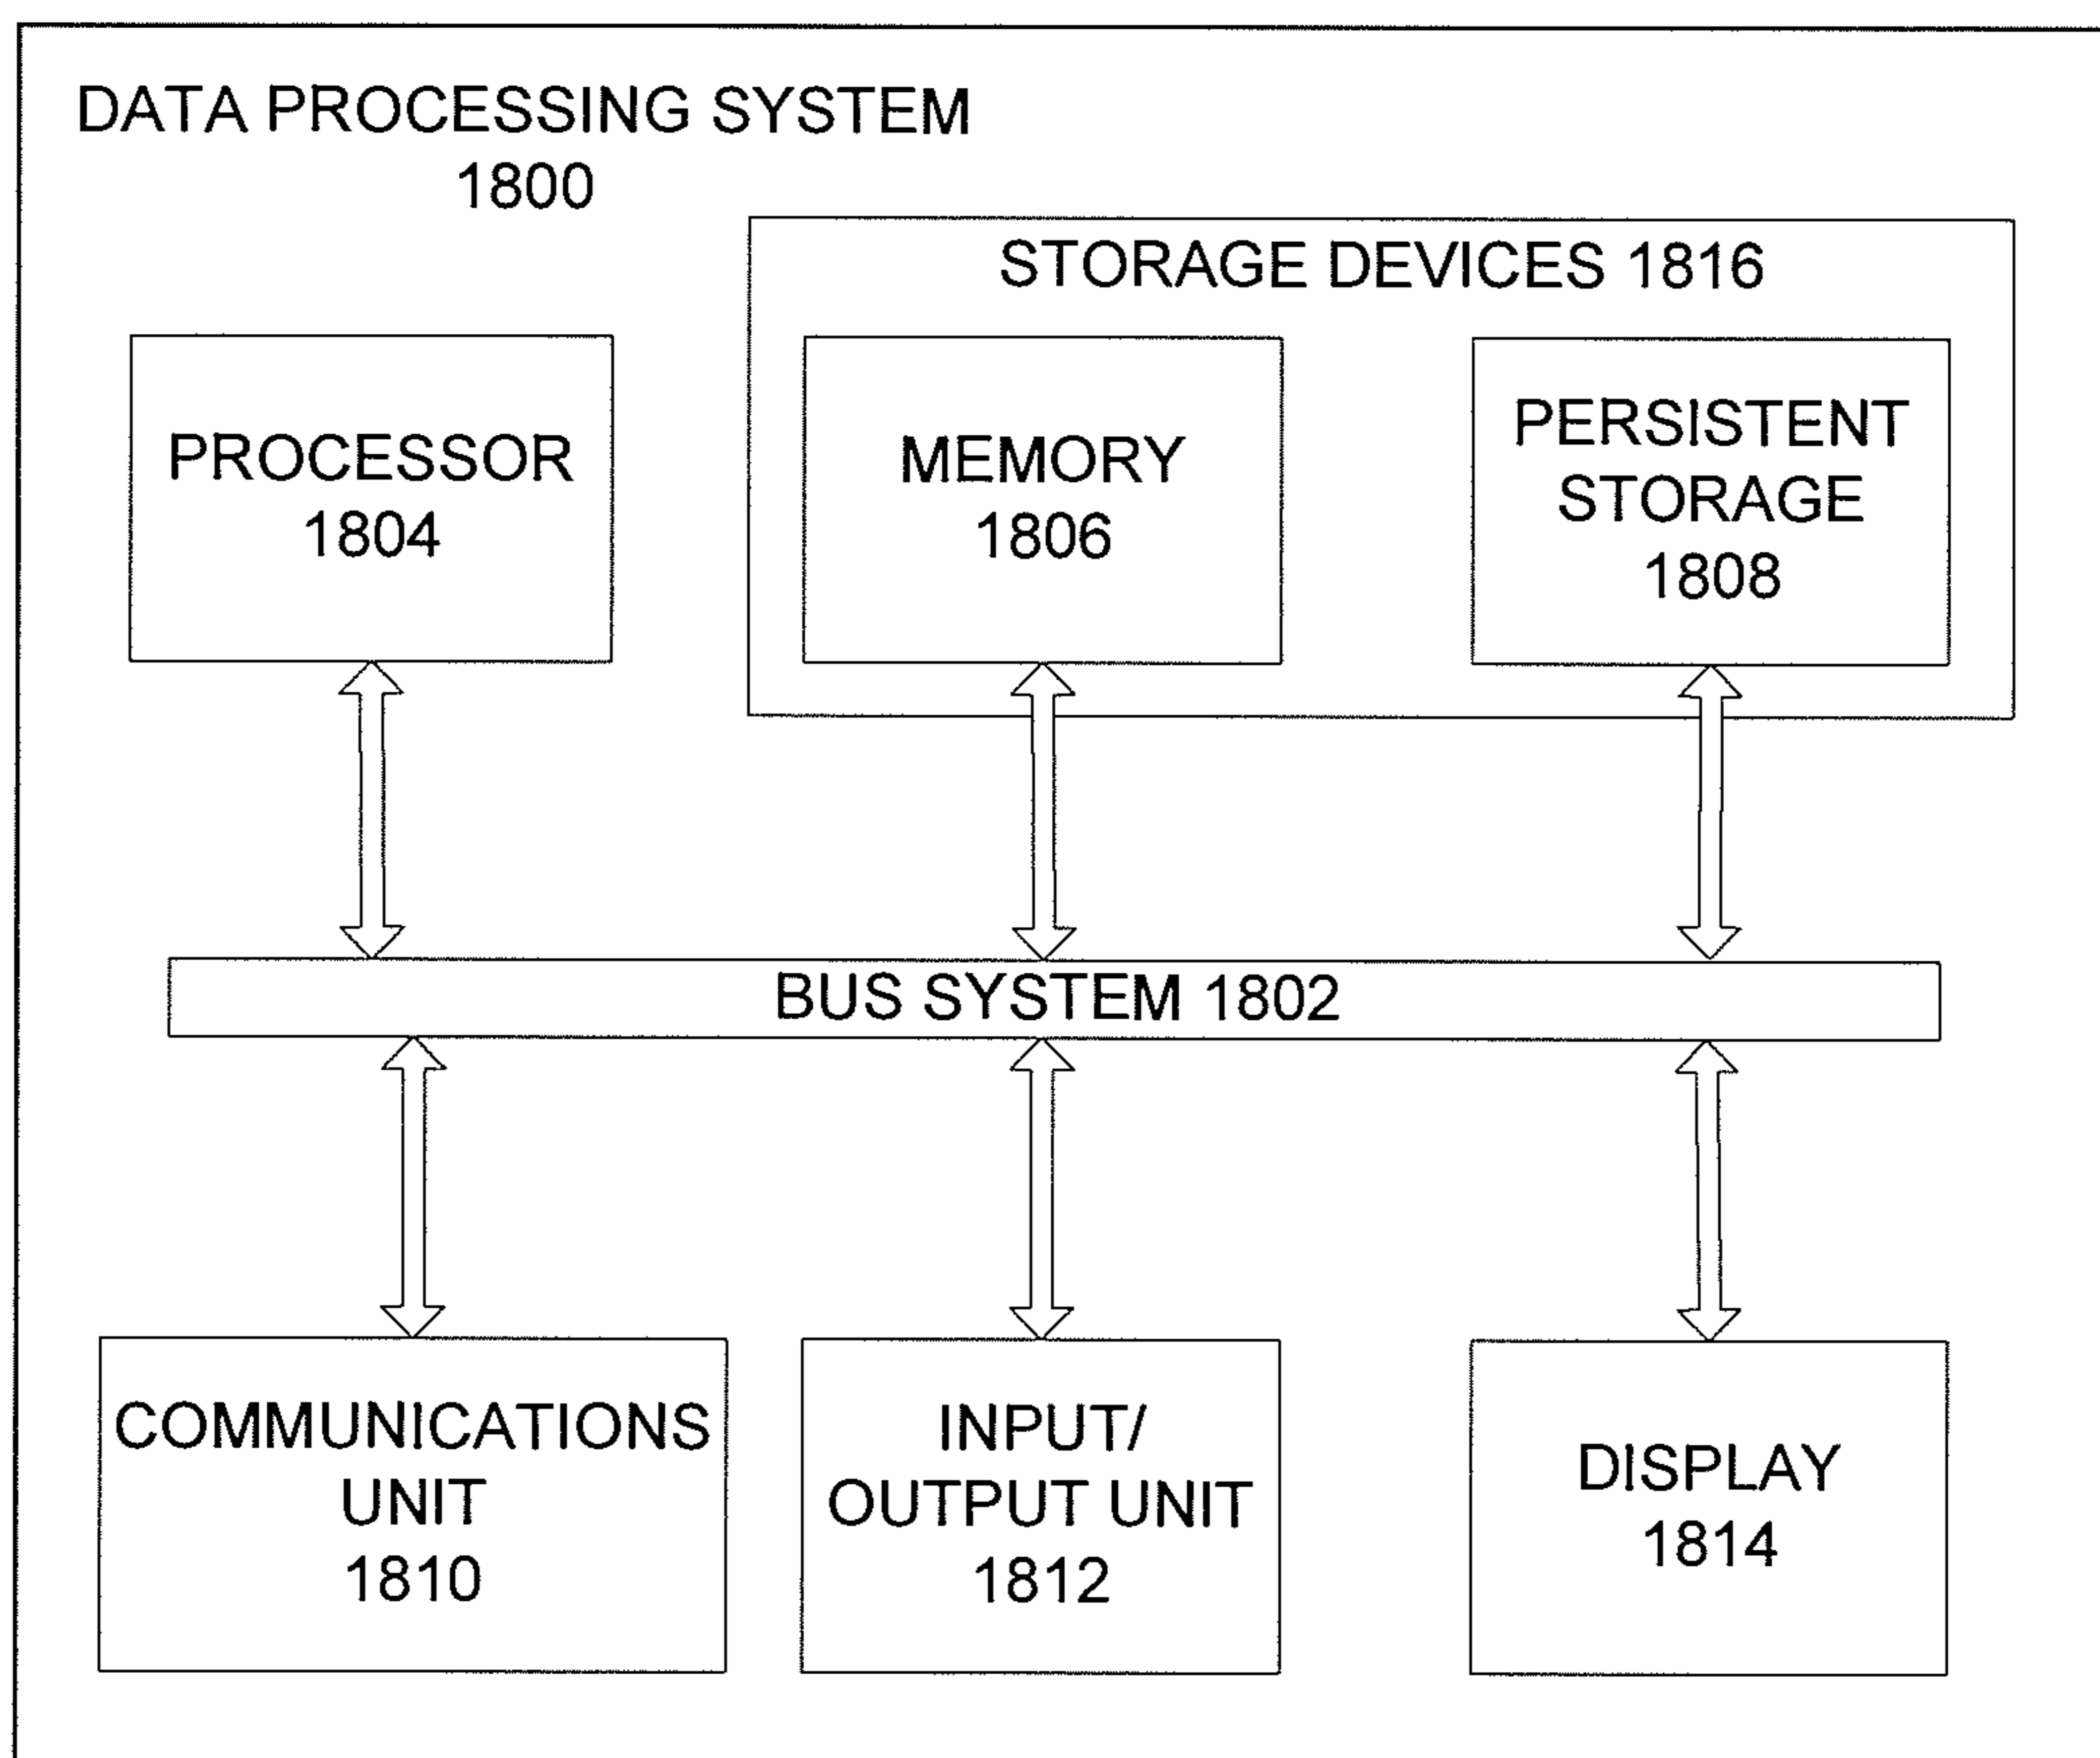 DATA PROCESSING SYSTEM
1800
STORAGE DEVICES 1816
PROCESSOR
1804
MEMORY
1806
PERSISTENT
STORAGE
1808
BUS SYSTEM 1802
COMMUNICATIONS
UNIT
1810
INPUT/
OUTPUT UNIT
1812
DISPLAY
1814